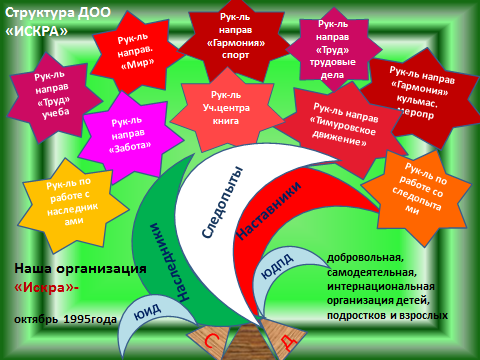 Структура ДОО
«ИСКРА»
Рук-ль
направ.
«Мир»
Рук-ль
направ
«Гармония»
спорт
Рук-ль
направ
«Труд»
трудовые
дела
Рук-ль
направ
«Труд»
учеба
Рук-ль
направ
«Забота»
Рук-ль
Уч.центра
книга
Рук-ль направ
«Тимуровское
движение»
Рук-ль направ
«Гармония»
кульмас.
Меропр
Рук-ль по
работе с
наследник
ами
Рук-ль по
работе со
следопыта
ми
Наследники
Следопыты
Наставники
ЮИД
ЮДПД
С
Д
Наша организация
«Искра»-
октябрь 1995года
добровольная,
самодеятельная,
интернациональная
организация детей,
подростков и взрослых